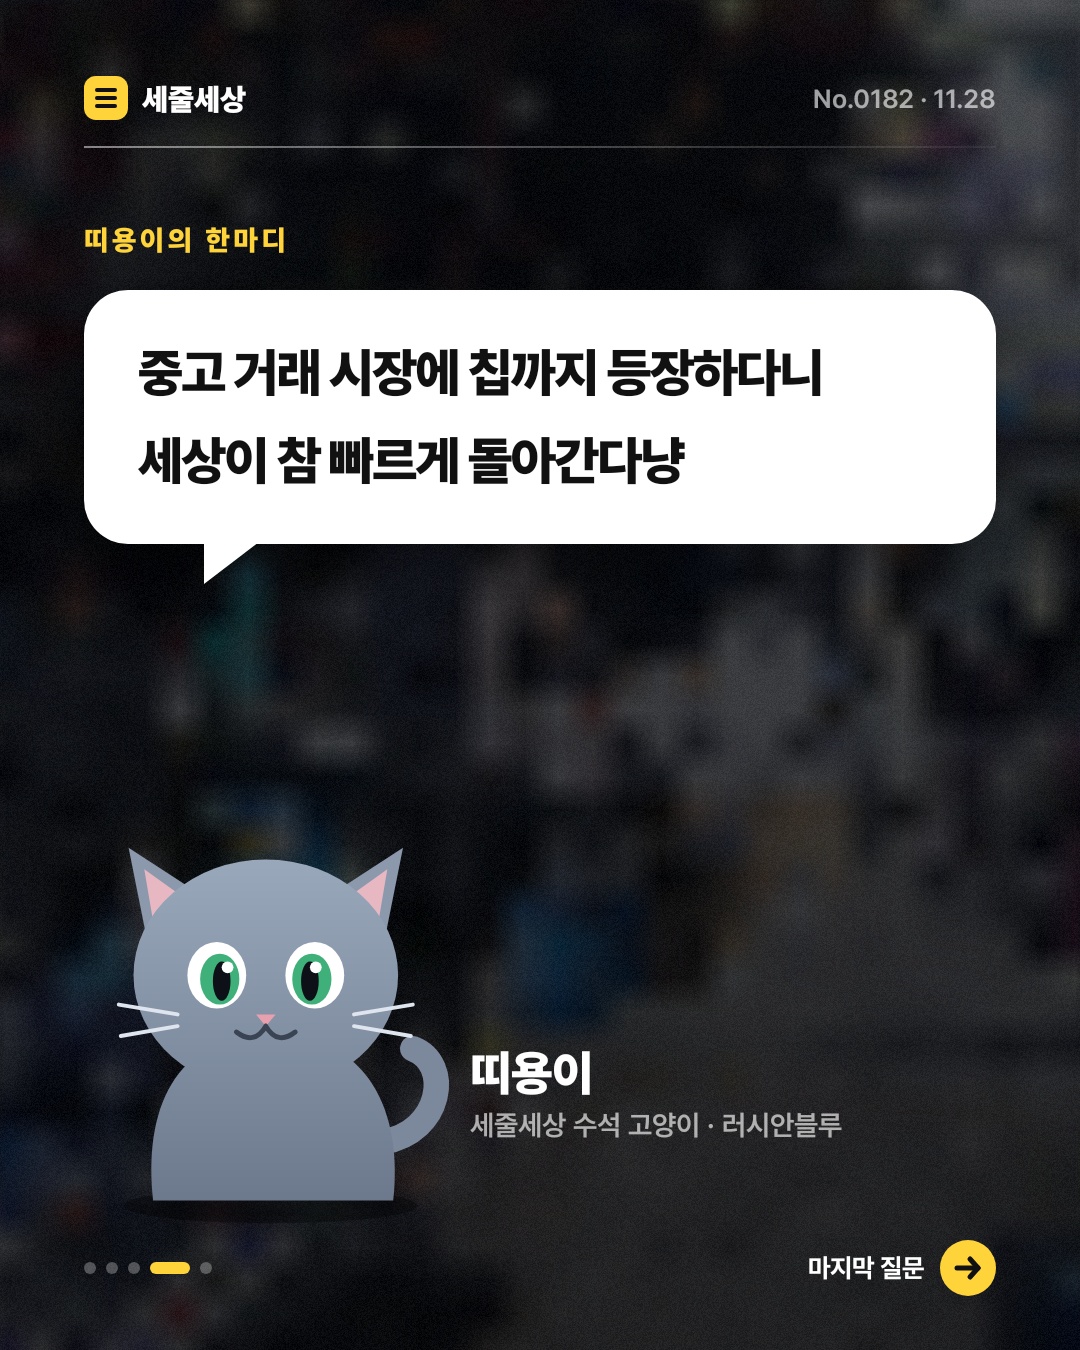 세줄세상
No.0182 · 11.28
띠용이의 한마디
중고 거래 시장에 칩까지 등장하다니
세상이 참 빠르게 돌아간다냥
띠용이
세줄세상 수석 고양이 · 러시안블루
마지막 질문